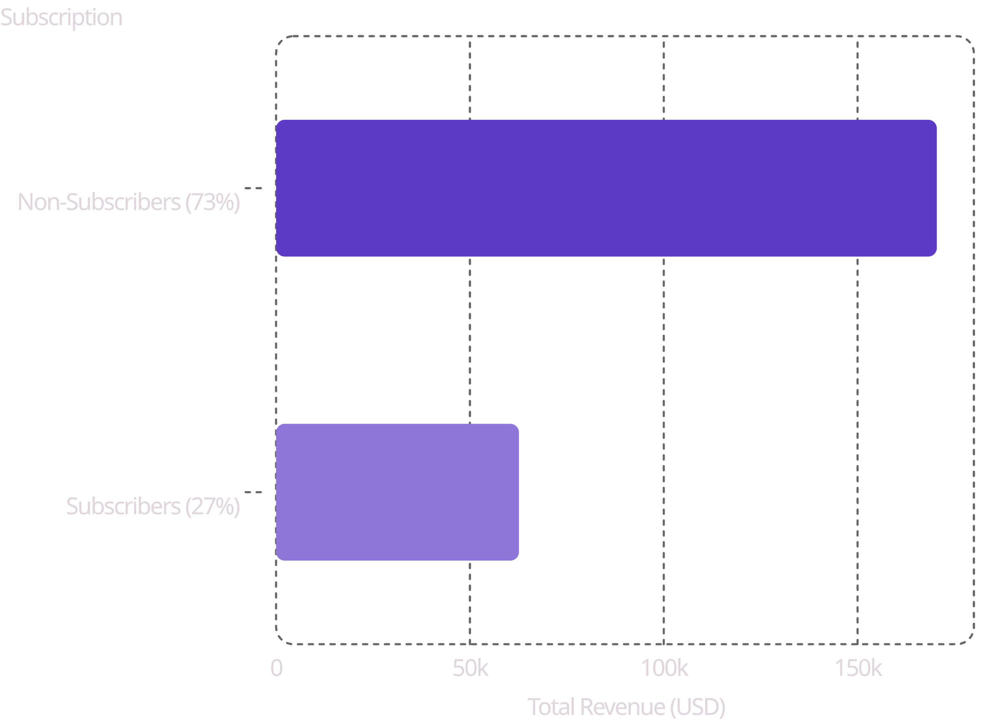 Subscription
Non-Subscribers (73%)
Subscribers (27%)
0 50k 100k 150k
Total Revenue (USD)